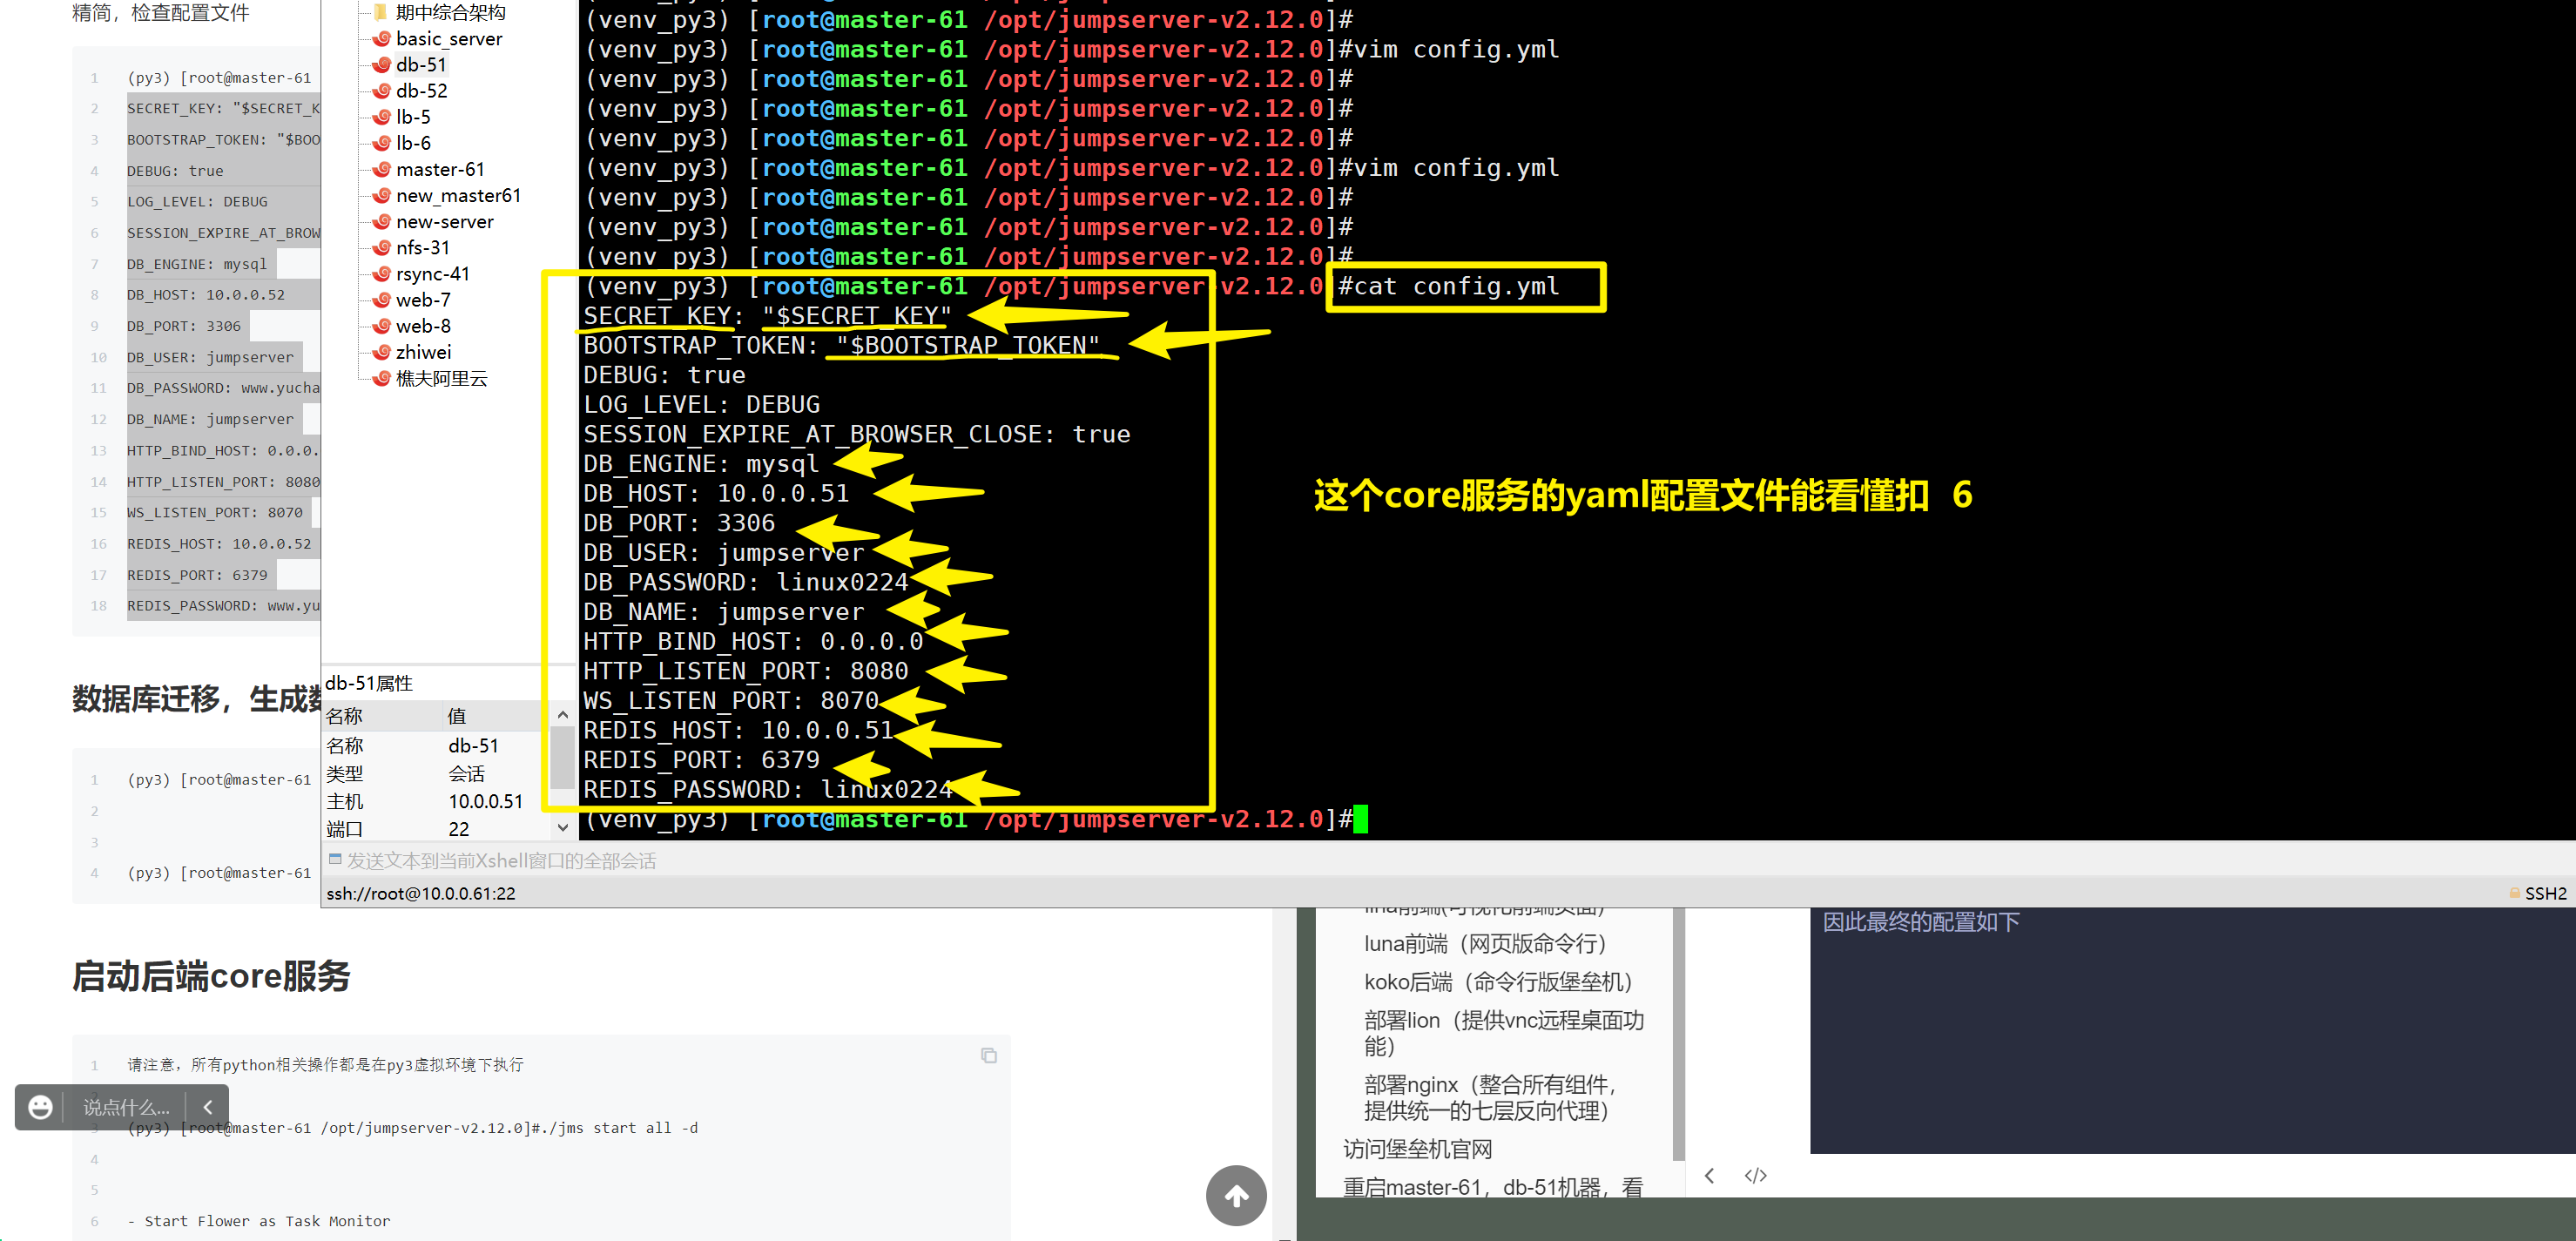 精简，检查配置文件
1 (py3) [root@master-61
2 SECRET_KEY: "$SECRET_K
3 BOOTSTRAP_TOKEN: "$BOO
4 DEBUG: true
5 LOG_LEVEL: DEBUG
6 SESSION_EXPIRE_AT_BROW
7 DB_ENGINE: mysql
8 DB_HOST: 10.0.0.52
9 DB_PORT: 3306
10 DB_USER: jumpserver
11 DB_PASSWORD: www.yucha
12 DB_NAME: jumpserver
13 HTTP_BIND_HOST: 0.0.0.
14 HTTP_LISTEN_PORT: 8080
15 WS_LISTEN_PORT: 8070
16 REDIS_HOST: 10.0.0.52
17 REDIS_PORT: 6379
18 REDIS_PASSWORD: www.yu
数据库迁移，生成数
1 (py3) [root@master-61
2
3
4 (py3) [root@master-61
启动后端core服务
1 请注意，所有python相关操作都是在py3虚拟环境下执行
说点什么...
3 (py3) [root@master-61 /opt/jumpserver-v2.12.0]#./jms start all -d
4
5
6 - Start Flower as Task Monitor
期中综合架构
basic_server
db-51
db-52
lb-5
lb-6
master-61
new_master61
new-server
nfs-31
rsync-41
web-7
web-8
zhiwei
樵夫阿里云
db-51属性
名称 值
名称 db-51
类型 会话
主机 10.0.0.51
端口 22
(venv_py3) [root@master-61 /opt/jumpserver-v2.12.0]#
(venv_py3) [root@master-61 /opt/jumpserver-v2.12.0]#vim config.yml
(venv_py3) [root@master-61 /opt/jumpserver-v2.12.0]#
(venv_py3) [root@master-61 /opt/jumpserver-v2.12.0]#
(venv_py3) [root@master-61 /opt/jumpserver-v2.12.0]#
(venv_py3) [root@master-61 /opt/jumpserver-v2.12.0]#vim config.yml
(venv_py3) [root@master-61 /opt/jumpserver-v2.12.0]#
(venv_py3) [root@master-61 /opt/jumpserver-v2.12.0]#
(venv_py3) [root@master-61 /opt/jumpserver-v2.12.0]#
(venv_py3) [root@master-61 /opt/jumpserver-v2.12.0]#cat config.yml
SECRET_KEY: "$SECRET_KEY"
BOOTSTRAP_TOKEN: "$BOOTSTRAP_TOKEN"
DEBUG: true
LOG_LEVEL: DEBUG
SESSION_EXPIRE_AT_BROWSER_CLOSE: true
DB_ENGINE: mysql
DB_HOST: 10.0.0.51
DB_PORT: 3306
DB_USER: jumpserver
DB_PASSWORD: linux0224
DB_NAME: jumpserver
HTTP_BIND_HOST: 0.0.0.0
HTTP_LISTEN_PORT: 8080
WS_LISTEN_PORT: 8070
REDIS_HOST: 10.0.0.51
REDIS_PORT: 6379
REDIS_PASSWORD: linux0224
(venv_py3) [root@master-61 /opt/jumpserver-v2.12.0]#
这个core服务的yaml配置文件能看懂扣 6
发送文本到当前Xshell窗口的全部会话
ssh://root@10.0.0.61:22
SSH2
lina前端(可视化前端页面)
luna前端（网页版命令行）
koko后端（命令行版堡垒机）
部署lion（提供vnc远程桌面功
能）
部署nginx（整合所有组件，
提供统一的七层反向代理）
访问堡垒机官网
重启master-61，db-51机器，看
因此最终的配置如下